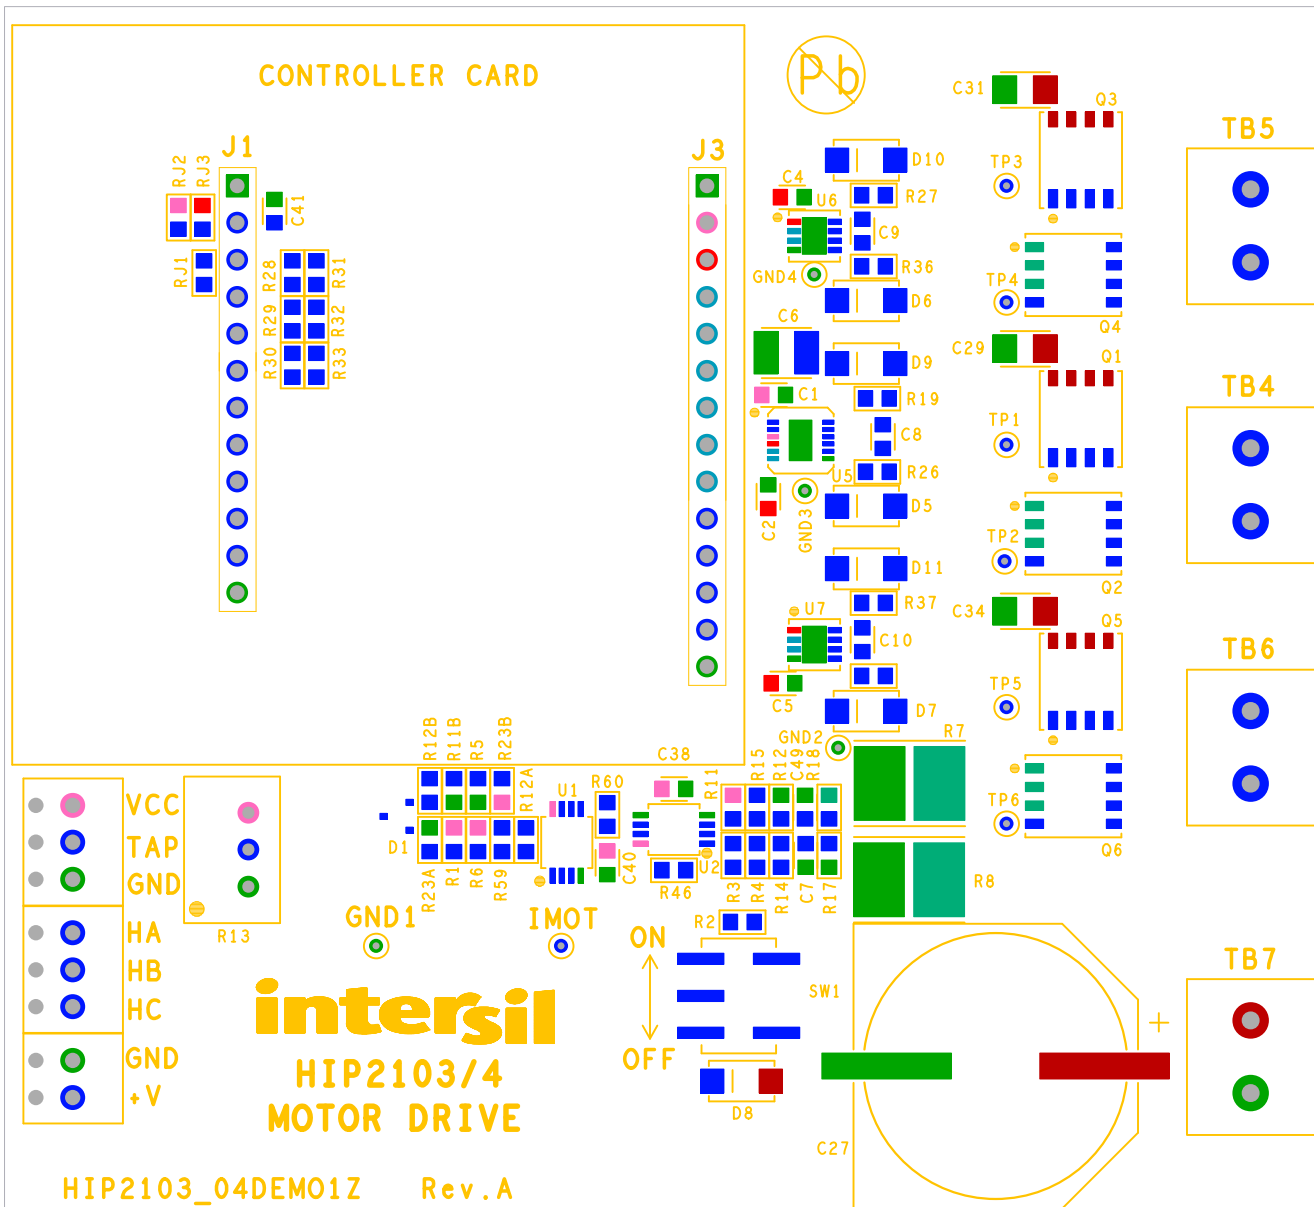 CONTROLLER CARD
Pb
C31
Q3
TB5
J1
J3
RJ2
RJ3
D10
TP3
C4
U6
R27
C41
C9
RJ1
R28
R31
GND4
R36
TP4
D6
R29
R32
C6
Q4
R30
R33
D9
C29
Q1
TB4
C1
R19
C8
TP1
U5
R26
C2
GND3
D5
TP2
D11
Q2
R37
C34
U7
Q5
C10
TB6
C5
TP5
D7
GND2
R7
R12B
R11B
R5
R23B
R12A
C38
R11
R15
R12
C49
R18
VCC
U1
R60
TP6
TAP
D1
Q6
GND
R23A
R1
R6
R59
C40
R46
U2
R3
R4
R14
C7
R17
R8
GND1
IMOT
R2
HA
R13
ON
HB
TB7
HC
SW1
+
intersil
OFF
GND
HIP2103/4
+V
MOTOR DRIVE
D8
C27
HIP2103_04DEMO1Z Rev.A